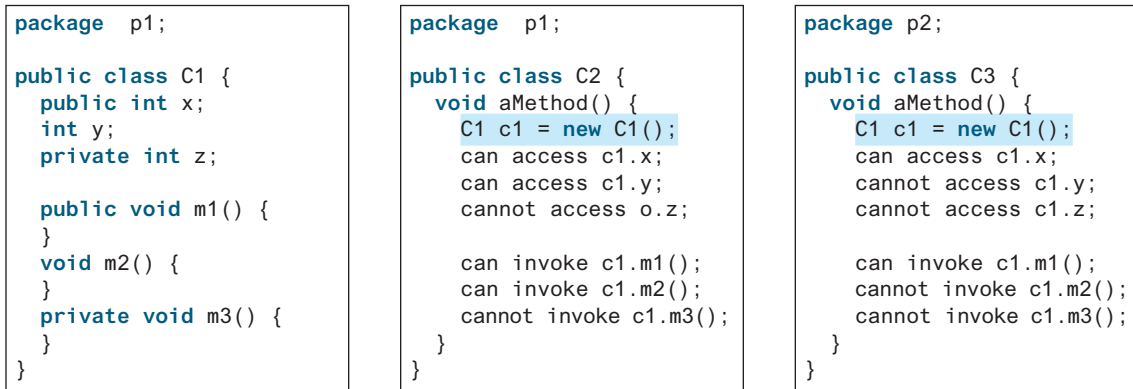 package  p1;
public class C1 {
public int x;
int y;
private int z;
public void m1() {
}
void m2() {
}
private void m3() {
}
}
package  p1;
public class C2 {
void aMethod() {
C1 c1 = new C1();
can access c1.x;
can access c1.y;
cannot access o.z;
can invoke c1.m1();
can invoke c1.m2();
cannot invoke c1.m3();
}
}
package p2;
public class C3 {
void aMethod() {
C1 c1 = new C1();
can access c1.x;
cannot access c1.y;
cannot access c1.z;
can invoke c1.m1();
cannot invoke c1.m2();
cannot invoke c1.m3();
}
}